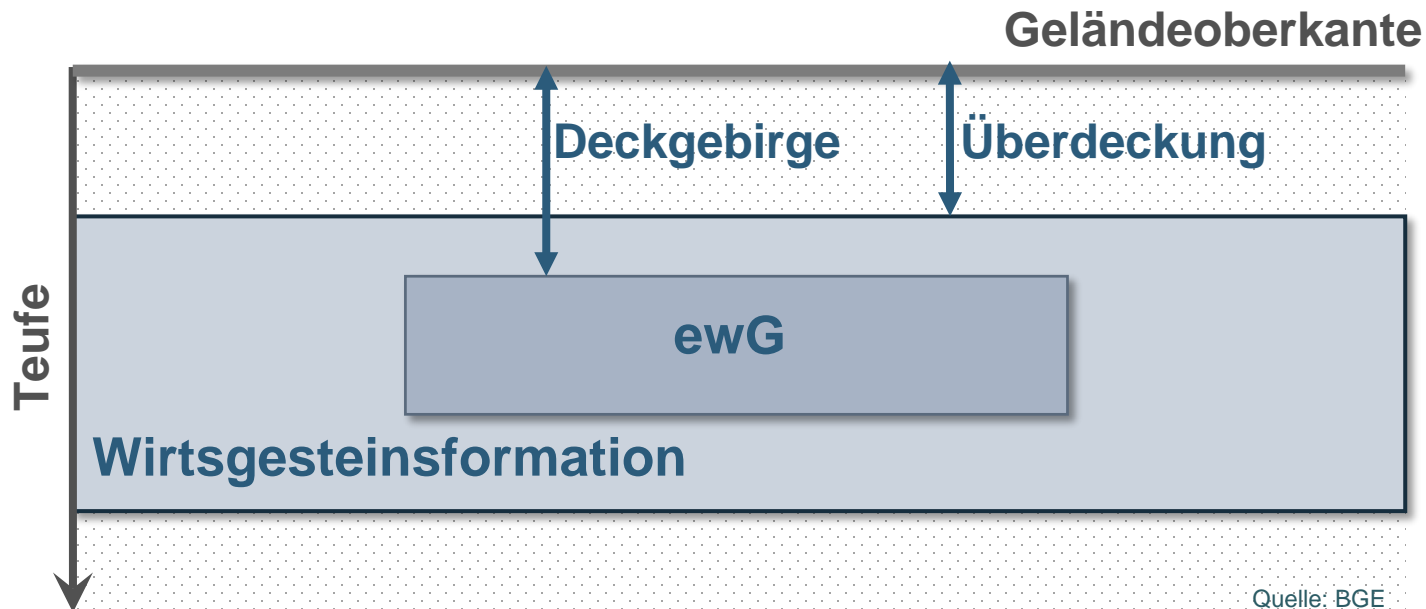 Geländeoberkante
Deckgebirge
Überdeckung
Teufe
ewG
Wirtsgesteinsformation
Quelle: BGE